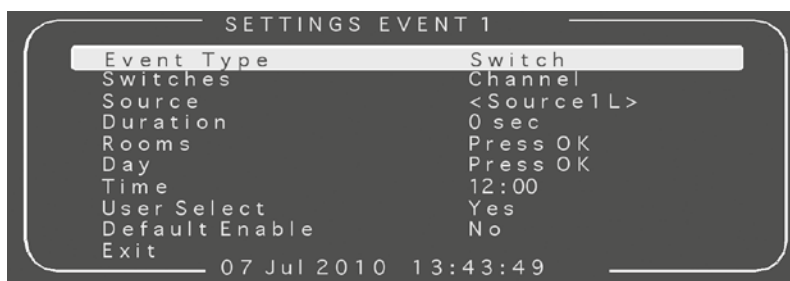 SETTINGS EVENT 1
Event Type Switch
Switches Channel
Source <Source1L>
Duration 0 sec
Rooms Press OK
Day Press OK
Time 12:00
User Select Yes
Default Enable No
Exit
07 Jul 2010 13:43:49